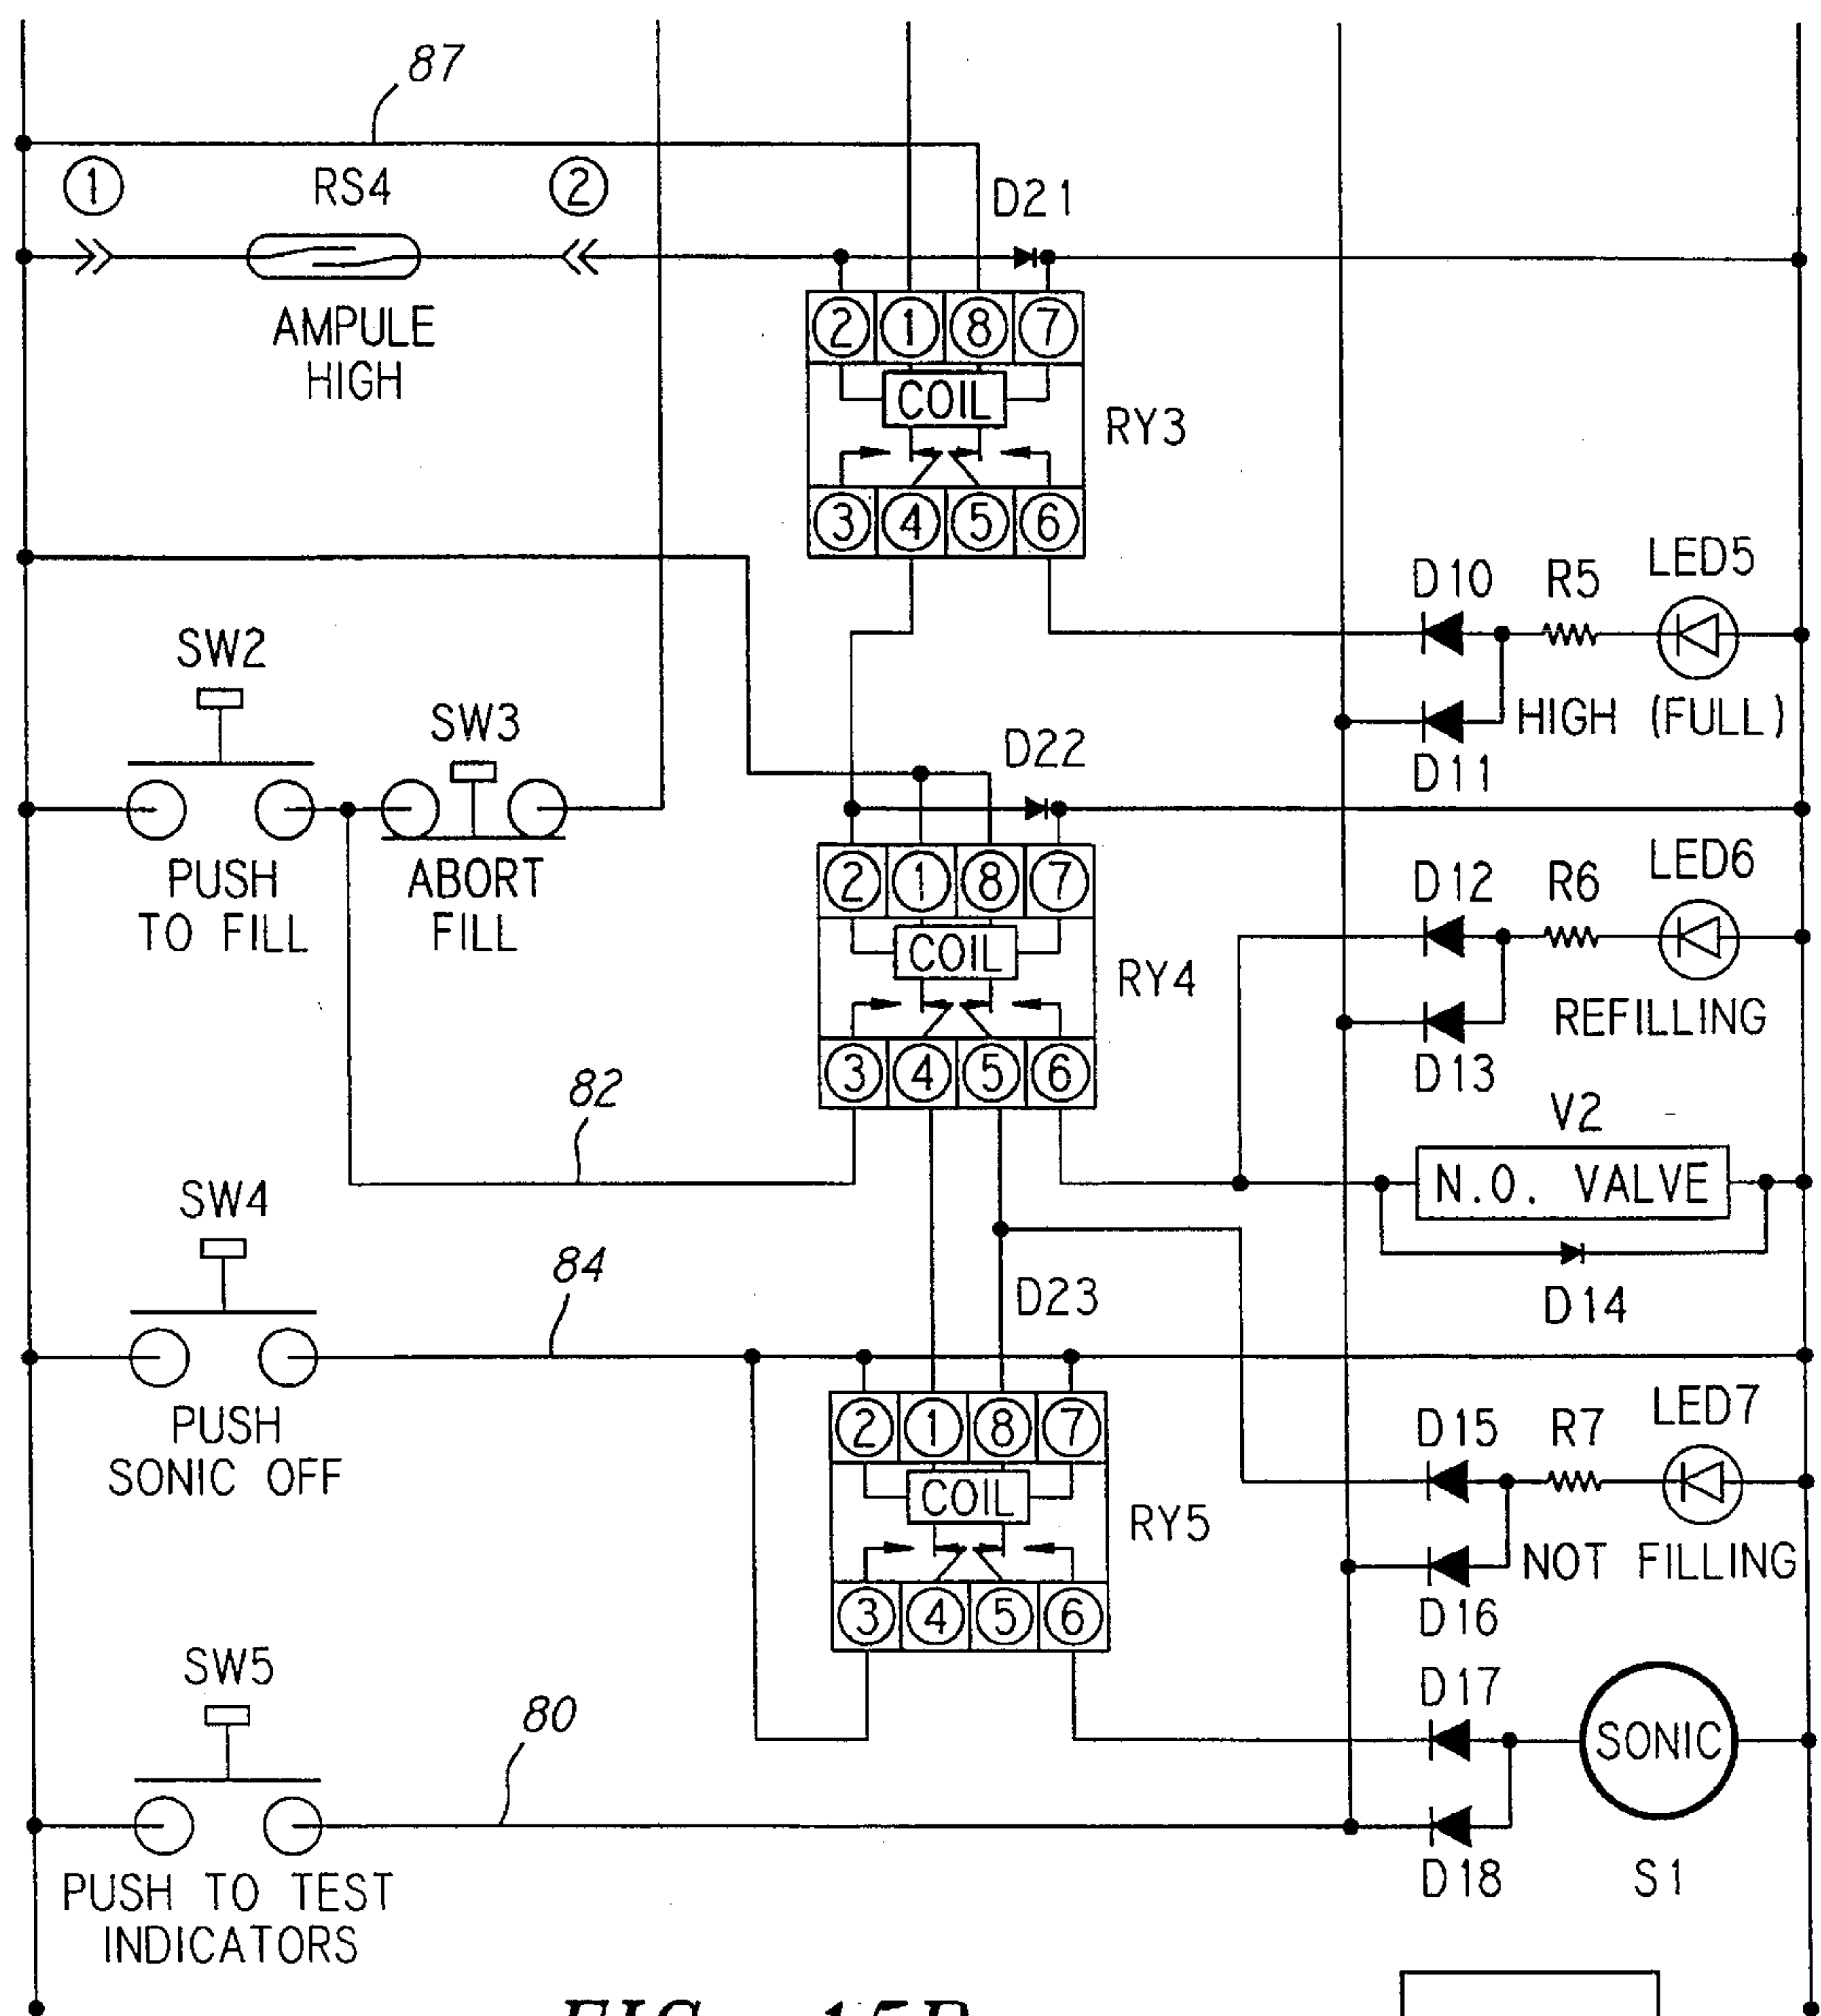 87
① RS4 ②
D21
AMPULE
HIGH
② ① ⑧ ⑦
COIL
RY3
③ ④ ⑤ ⑥
D10 R5 LED5
HIGH (FULL)
D11
SW2
SW3
PUSH
TO FILL
ABORT
FILL
D22
② ① ⑧ ⑦
COIL
RY4
③ ④ ⑤ ⑥
D12 R6 LED6
REFILLING
D13
V2
N.O. VALVE
D14
82
SW4
84
PUSH
SONIC OFF
D23
② ① ⑧ ⑦
COIL
RY5
③ ④ ⑤ ⑥
D15 R7 LED7
NOT FILLING
D16
SW5
80
PUSH TO TEST
INDICATORS
D17
SONIC
D18 S1